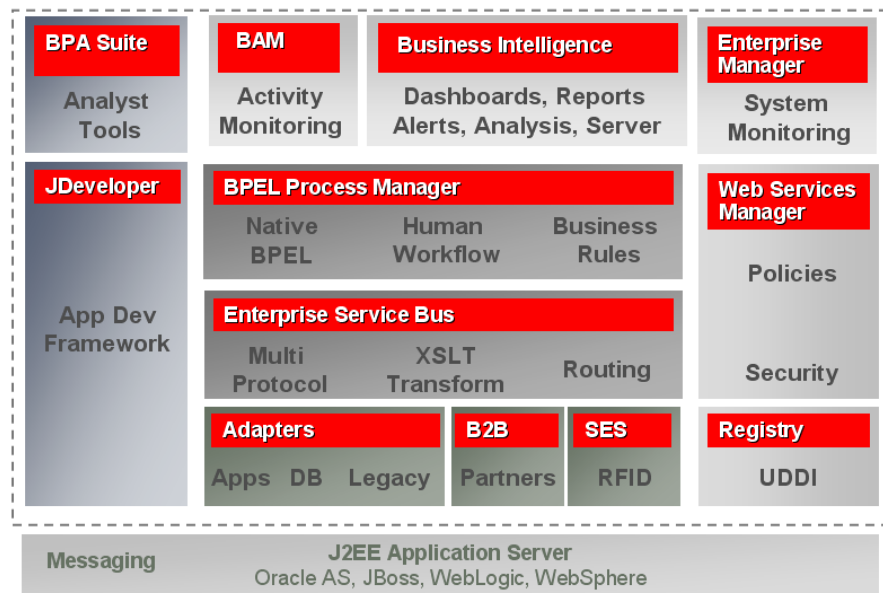 BPA Suite
Analyst
Tools
BAM
Activity
Monitoring
Business Intelligence
Dashboards, Reports
Alerts, Analysis, Server
Enterprise
Manager
System
Monitoring
JDeveloper
App Dev
Framework
BPEL Process Manager
Native
BPEL
Human
Workflow
Business
Rules
Enterprise Service Bus
Multi
Protocol
XSLT
Transform
Routing
Adapters
Apps DB Legacy
B2B
Partners
SES
RFID
Web Services
Manager
Policies
Security
Registry
UDDI
Messaging
J2EE Application Server
Oracle AS, JBoss, WebLogic, WebSphere